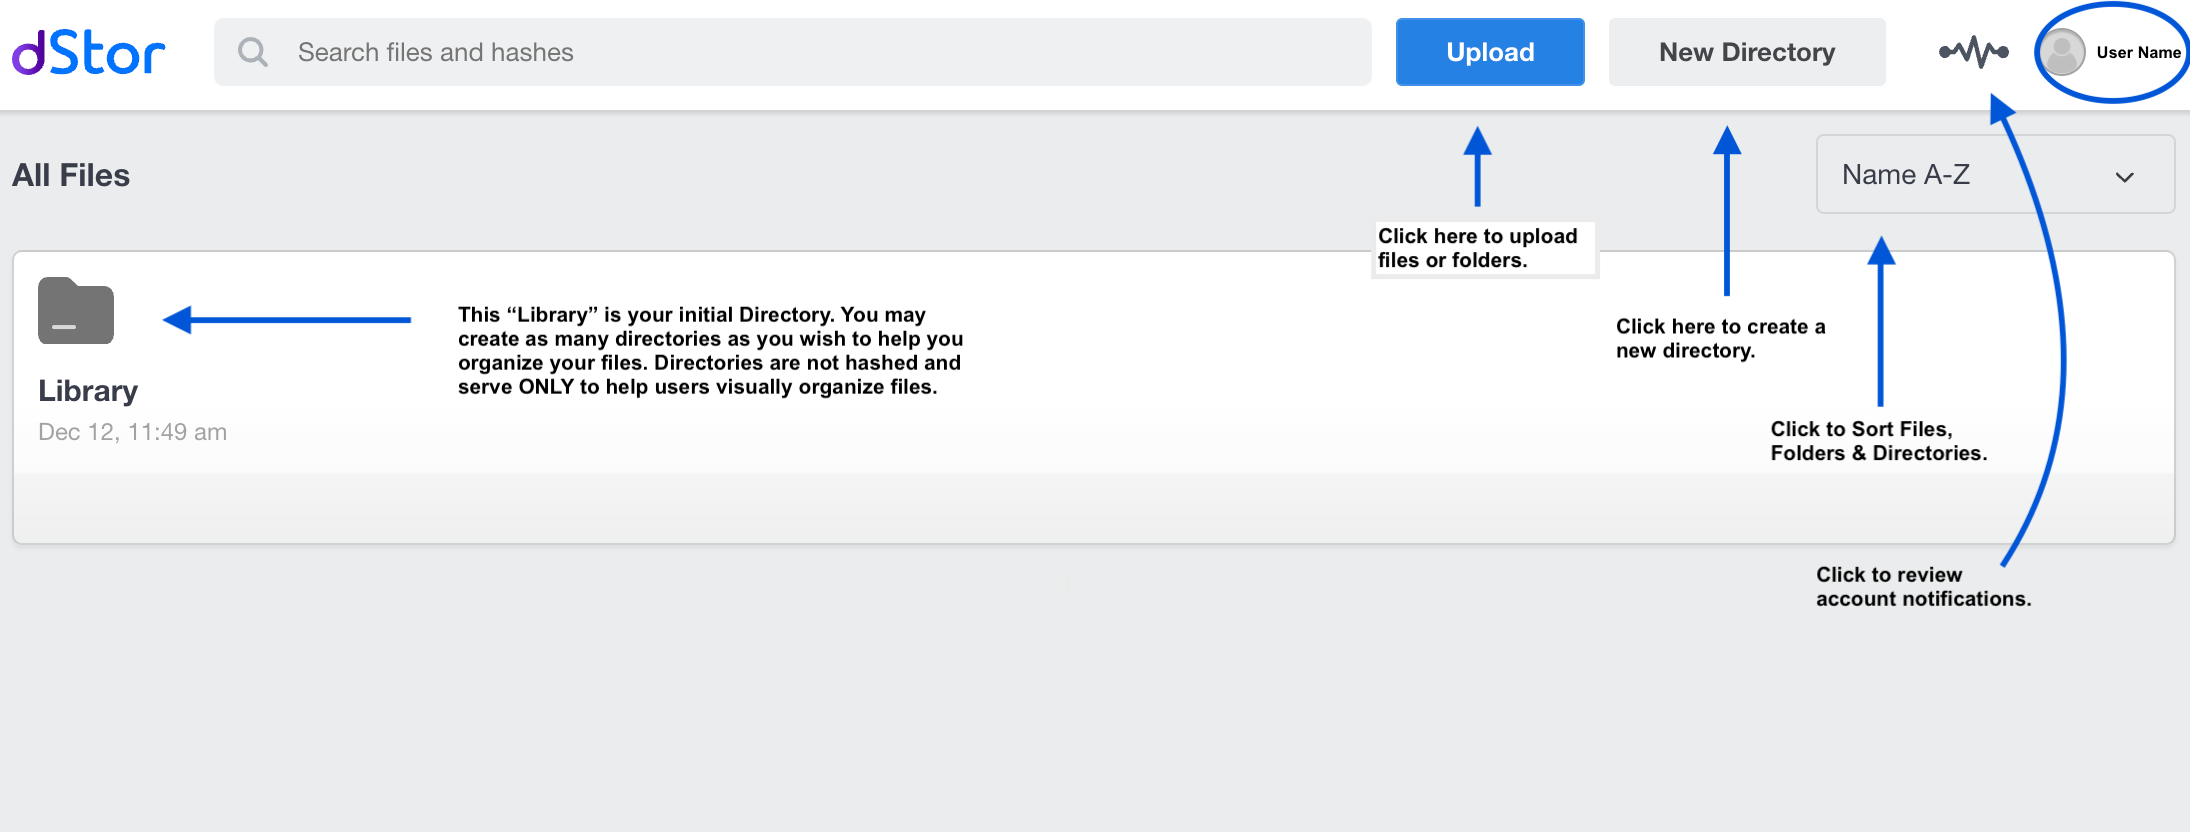 dStor
Search files and hashes
Upload
New Directory
User Name
All Files
Name A-Z
Click here to upload
files or folders.
This “Library” is your initial Directory. You may
create as many directories as you wish to help you
organize your files. Directories are not hashed and
serve ONLY to help users visually organize files.
Click here to create a
new directory.
Library
Dec 12, 11:49 am
Click to Sort Files,
Folders & Directories.
Click to review
account notifications.